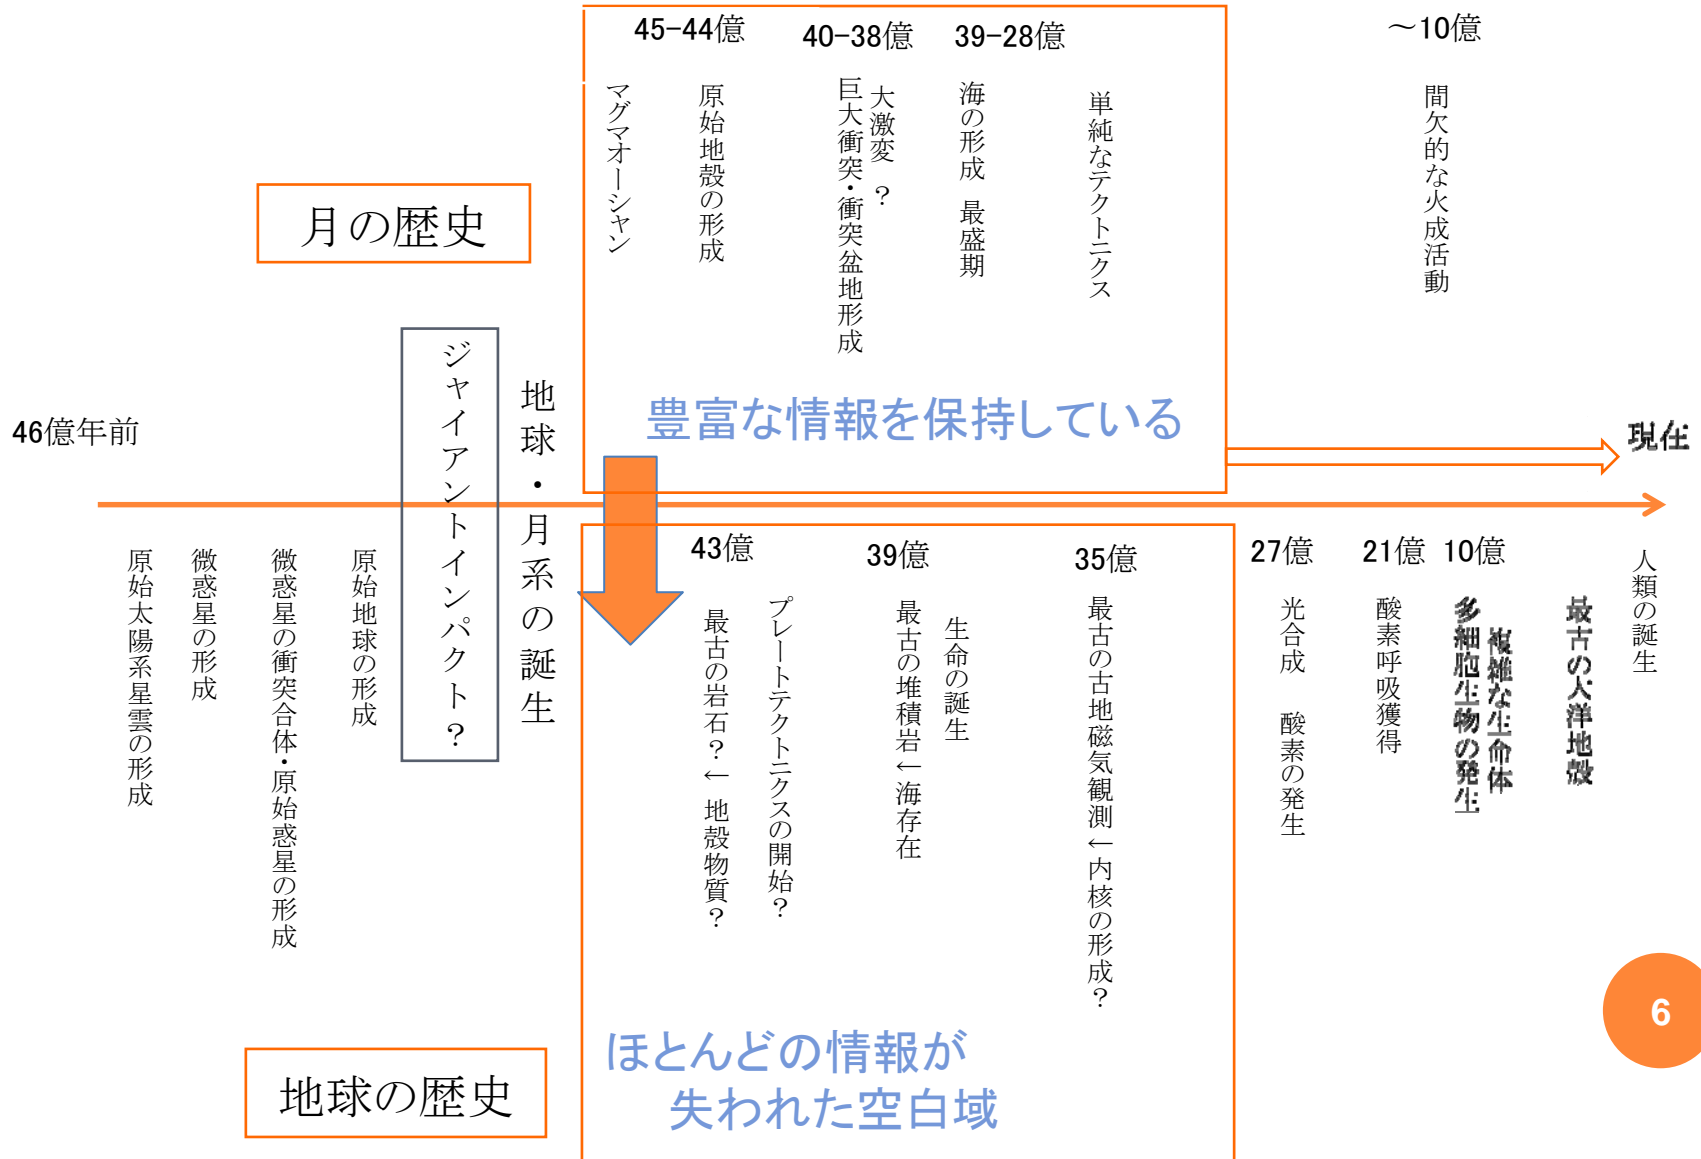 45-44億
40-38億
39-28億
～10億
マグマオーシャン
原始地殻の形成
大激変 ？
巨大衝突・衝突盆地形成
海の形成 最盛期
単純なテクトニクス
間欠的な火成活動
月の歴史
豊富な情報を保持している
46億年前
現在
ジャイアントインパクト？
地球・月系の誕生
原始太陽系星雲の形成
微惑星の形成
微惑星の衝突合体・原始惑星の形成
原始地球の形成
43億
最古の岩石？←地殻物質？
プレートテクトニクスの開始？
39億
最古の堆積岩←海存在
生命の誕生
35億
最古の古地磁気観測←内核の形成？
27億
光合成 酸素の発生
21億
酸素呼吸獲得
10億
複雑な生命体
多細胞生物の発生
最古の大洋地殻
人類の誕生
ほとんどの情報が
失われた空白域
地球の歴史
6